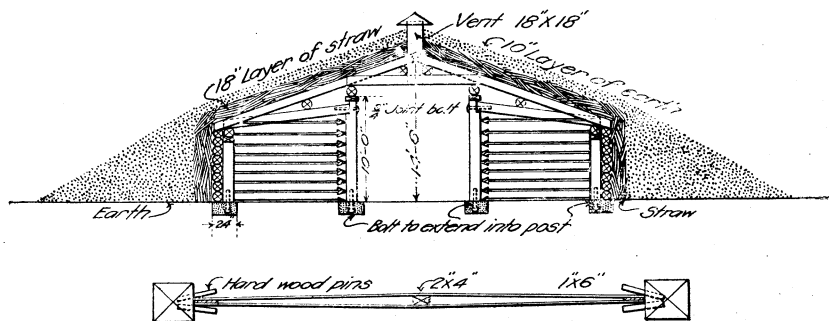 Vent 18"x18"
18" Layer of straw
10" Layer of earth
Joint bolt
10'-0"
14'-6"
Earth
24"
Bolt to extend into post
Straw
Hard wood pins
2"x4"
1"x6"